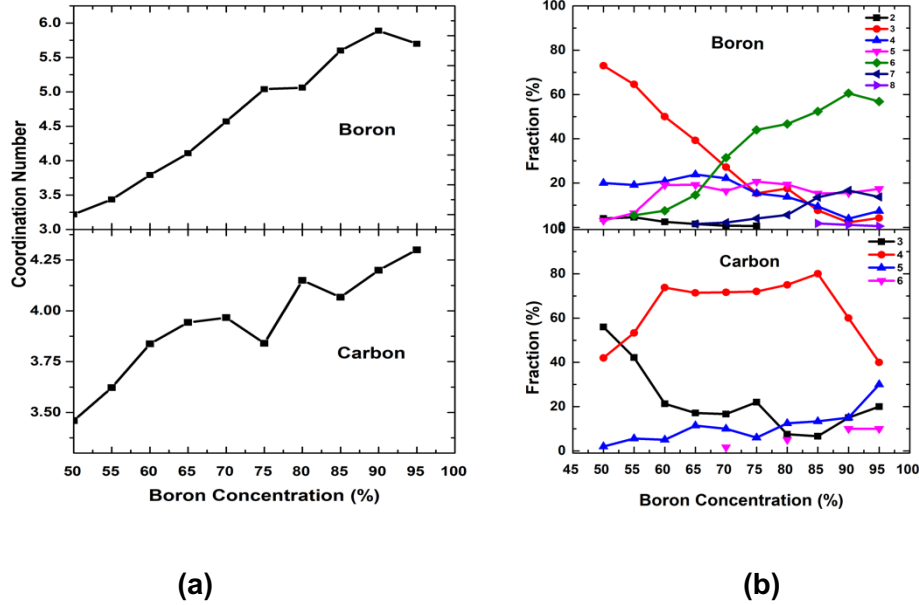 6.0
5.5
5.0
4.5
4.0
3.5
3.0
Boron
4.25
4.00
3.75
3.50
Carbon
Coordination Number
50 55 60 65 70 75 80 85 90 95 100
Boron Concentration (%)
(a)
100
80
60
40
20
0
Fraction (%)
Boron
2
3
4
5
6
7
8
100
80
60
40
20
0
Fraction (%)
Carbon
3
4
5
6
45 50 55 60 65 70 75 80 85 90 95 100
Boron Concentration (%)
(b)